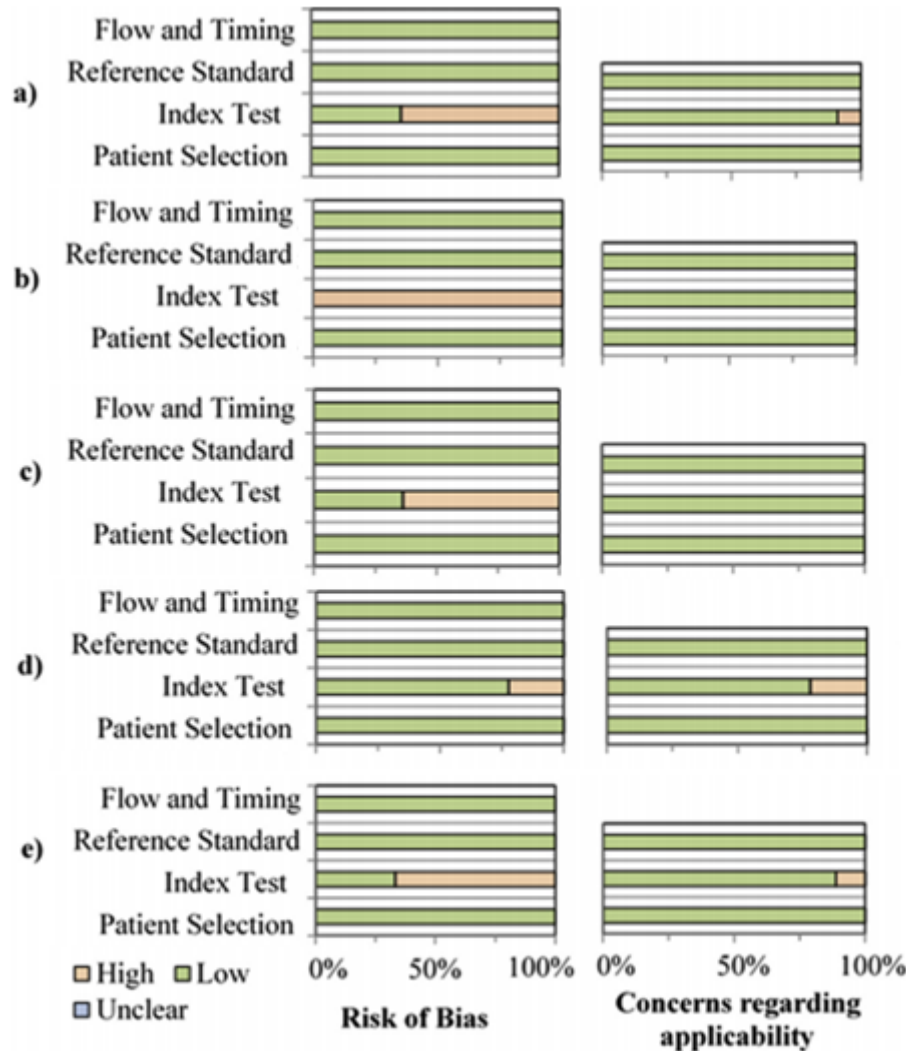 a)
Flow and Timing
Reference Standard
Index Test
Patient Selection
b)
Flow and Timing
Reference Standard
Index Test
Patient Selection
c)
Flow and Timing
Reference Standard
Index Test
Patient Selection
d)
Flow and Timing
Reference Standard
Index Test
Patient Selection
e)
Flow and Timing
Reference Standard
Index Test
Patient Selection
High Low
Unclear
0% 50% 100%
Risk of Bias
0% 50% 100%
Concerns regarding
applicability